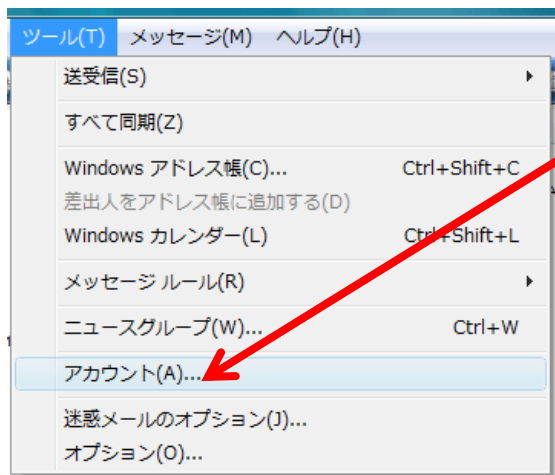 ツール(T) メッセージ(M) ヘルプ(H)
送受信(S)
すべて同期(Z)
Windows アドレス帳(C)... Ctrl+Shift+C
差出人をアドレス帳に追加する(D)
Windows カレンダー(L) Ctrl+Shift+L
メッセージ ルール(R)
ニュースグループ(W)... Ctrl+W
アカウント(A)...
迷惑メールのオプション(J)...
オプション(O)...